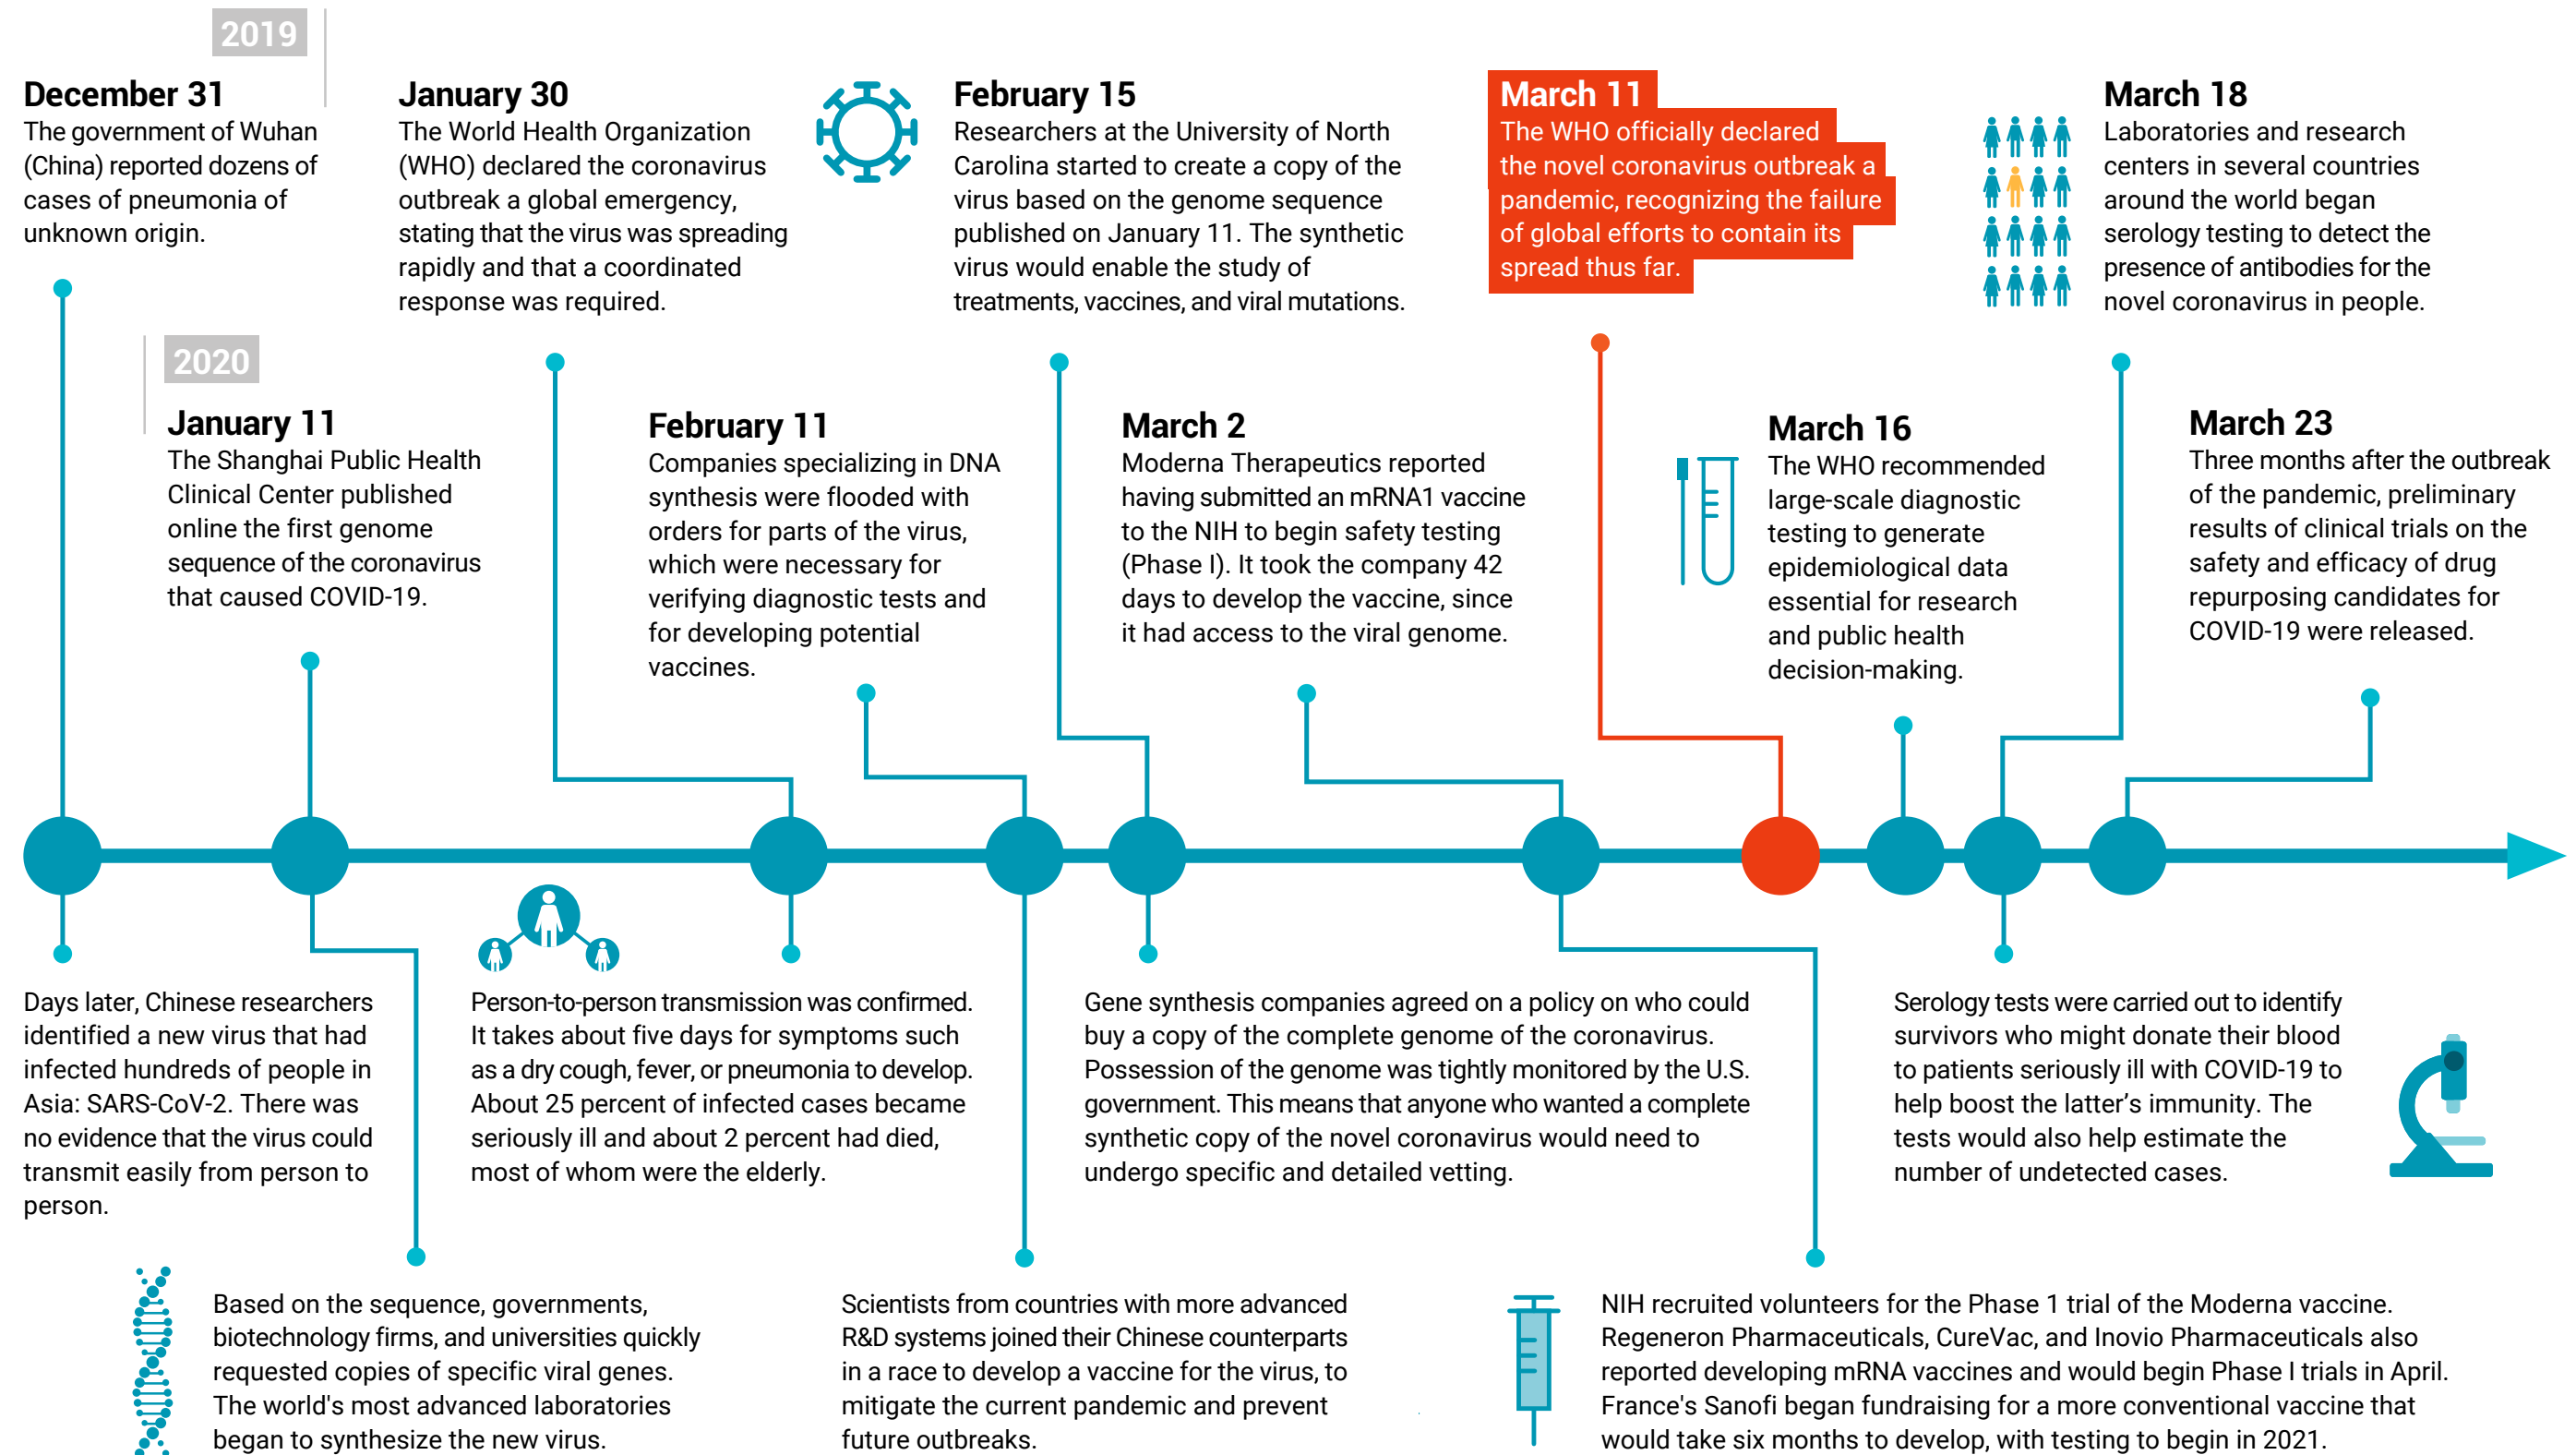 2019
December 31
The government of Wuhan
(China) reported dozens of
cases of pneumonia of
unknown origin.
January 30
The World Health Organization
(WHO) declared the coronavirus
outbreak a global emergency,
stating that the virus was spreading
rapidly and that a coordinated
response was required.
February 15
Researchers at the University of North
Carolina started to create a copy of the
virus based on the genome sequence
published on January 11. The synthetic
virus would enable the study of
treatments, vaccines, and viral mutations.
March 11
The WHO officially declared
the novel coronavirus outbreak a
pandemic, recognizing the failure
of global efforts to contain its
spread thus far.
March 18
Laboratories and research
centers in several countries
around the world began
serology testing to detect the
presence of antibodies for the
novel coronavirus in people.
2020
January 11
The Shanghai Public Health
Clinical Center published
online the first genome
sequence of the coronavirus
that caused COVID-19.
February 11
Companies specializing in DNA
synthesis were flooded with
orders for parts of the virus,
which were necessary for
verifying diagnostic tests and
for developing potential
vaccines.
March 2
Moderna Therapeutics reported
having submitted an mRNA1 vaccine
to the NIH to begin safety testing
(Phase I). It took the company 42
days to develop the vaccine, since
it had access to the viral genome.
March 16
The WHO recommended
large-scale diagnostic
testing to generate
epidemiological data
essential for research
and public health
decision-making.
March 23
Three months after the outbreak
of the pandemic, preliminary
results of clinical trials on the
safety and efficacy of drug
repurposing candidates for
COVID-19 were released.
Days later, Chinese researchers
identified a new virus that had
infected hundreds of people in
Asia: SARS-CoV-2. There was
no evidence that the virus could
transmit easily from person to
person.
Person-to-person transmission was confirmed.
It takes about five days for symptoms such
as a dry cough, fever, or pneumonia to develop.
About 25 percent of infected cases became
seriously ill and about 2 percent had died,
most of whom were the elderly.
Gene synthesis companies agreed on a policy on who could
buy a copy of the complete genome of the coronavirus.
Possession of the genome was tightly monitored by the U.S.
government. This means that anyone who wanted a complete
synthetic copy of the novel coronavirus would need to
undergo specific and detailed vetting.
Serology tests were carried out to identify
survivors who might donate their blood
to patients seriously ill with COVID-19 to
help boost the latter’s immunity. The
tests would also help estimate the
number of undetected cases.
Based on the sequence, governments,
biotechnology firms, and universities quickly
requested copies of specific viral genes.
The world's most advanced laboratories
began to synthesize the new virus.
Scientists from countries with more advanced
R&D systems joined their Chinese counterparts
in a race to develop a vaccine for the virus, to
mitigate the current pandemic and prevent
future outbreaks.
NIH recruited volunteers for the Phase 1 trial of the Moderna vaccine.
Regeneron Pharmaceuticals, CureVac, and Inovio Pharmaceuticals also
reported developing mRNA vaccines and would begin Phase I trials in April.
France's Sanofi began fundraising for a more conventional vaccine that
would take six months to develop, with testing to begin in 2021.